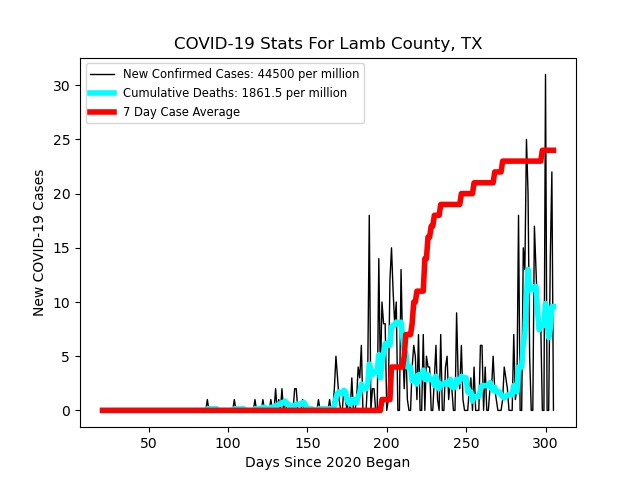 COVID-19 Stats For Lamb County, TX
New Confirmed Cases: 44500 per million
Cumulative Deaths: 1861.5 per million
7 Day Case Average
New COVID-19 Cases
30
25
20
15
10
5
0
50 100 150 200 250 300
Days Since 2020 Began